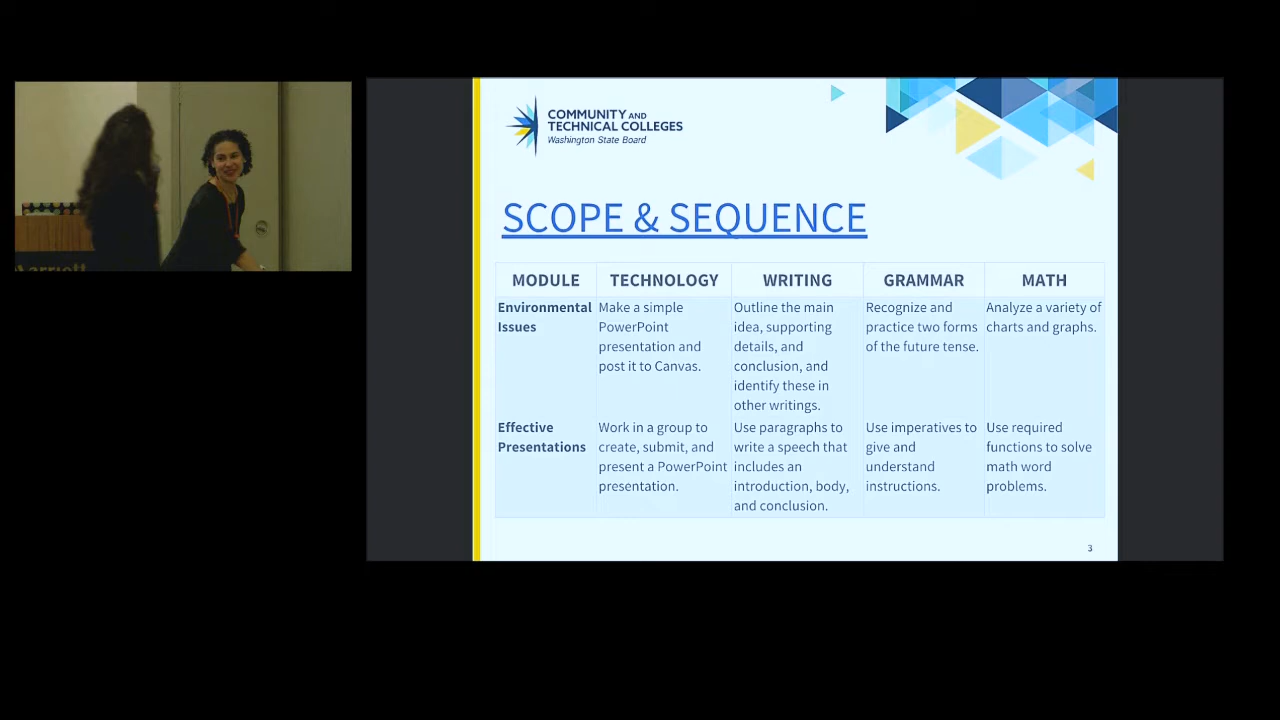 COMMUNITY AND
TECHNICAL COLLEGES
Washington State Board
SCOPE & SEQUENCE
MODULE TECHNOLOGY WRITING GRAMMAR MATH
Environmental
Issues
Make a simple
PowerPoint
presentation and
post it to Canvas.
Outline the main
idea, supporting
details, and
conclusion, and
identify these in
other writings.
Recognize and
practice two forms
of the future tense.
Analyze a variety of
charts and graphs.
Effective
Presentations
Work in a group to
create, submit, and
present a PowerPoint
presentation.
Use paragraphs to
write a speech that
includes an
introduction, body,
and conclusion.
Use imperatives to
give and
understand
instructions.
Use required
functions to solve
math word
problems.
3
Marriott